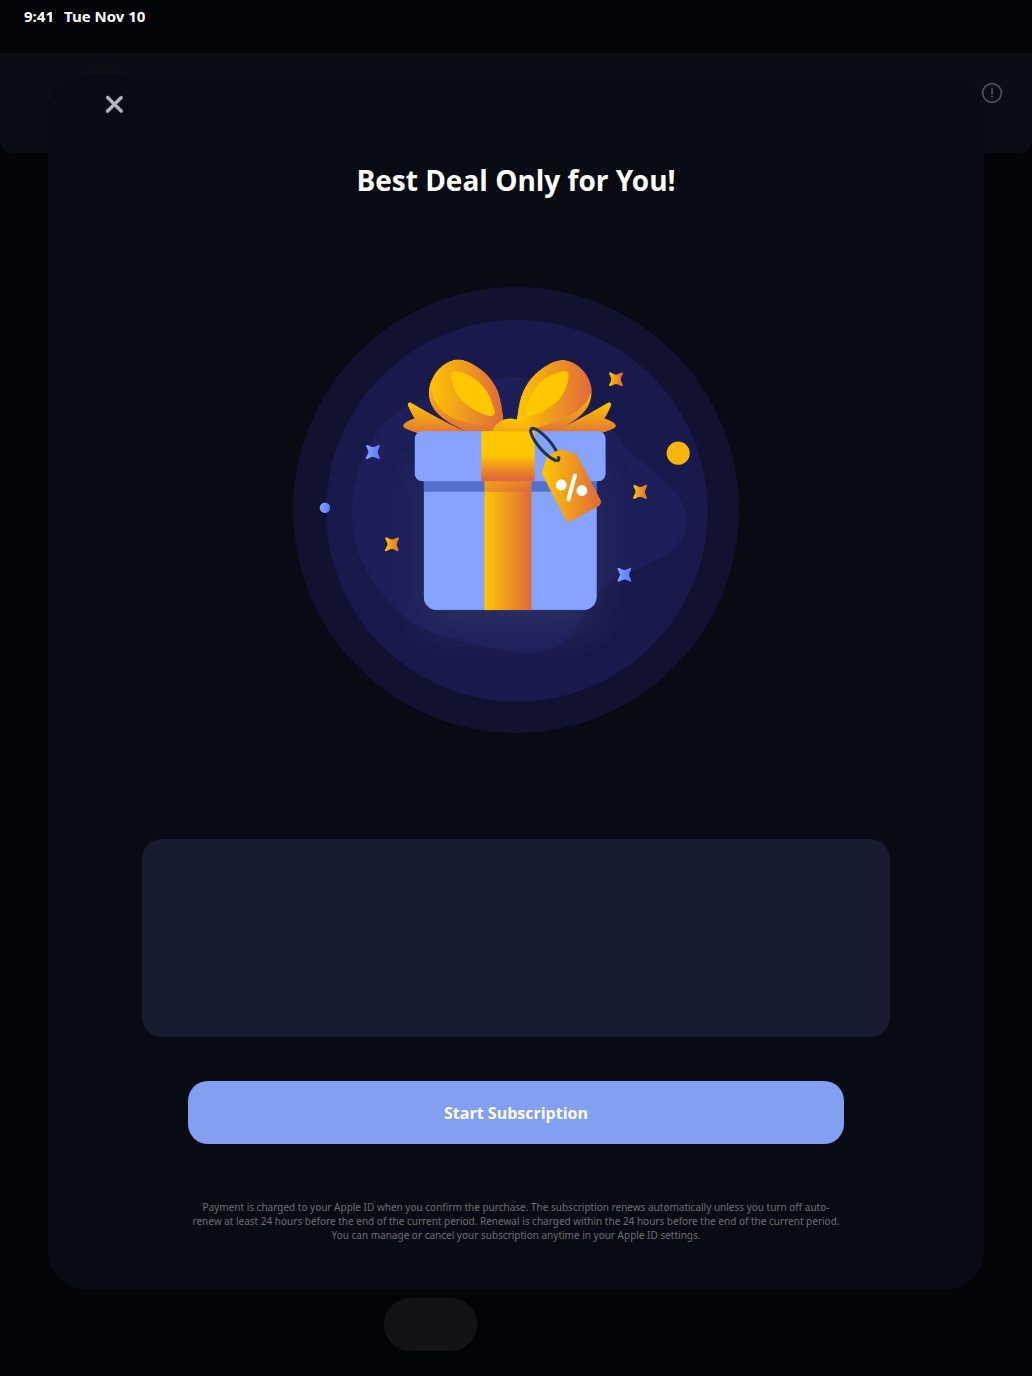 9:41 Tue Nov 10
Best Deal Only for You!
%
Start Subscription
Payment is charged to your Apple ID when you confirm the purchase. The subscription renews automatically unless you turn off auto-
renew at least 24 hours before the end of the current period. Renewal is charged within the 24 hours before the end of the current period.
You can manage or cancel your subscription anytime in your Apple ID settings.